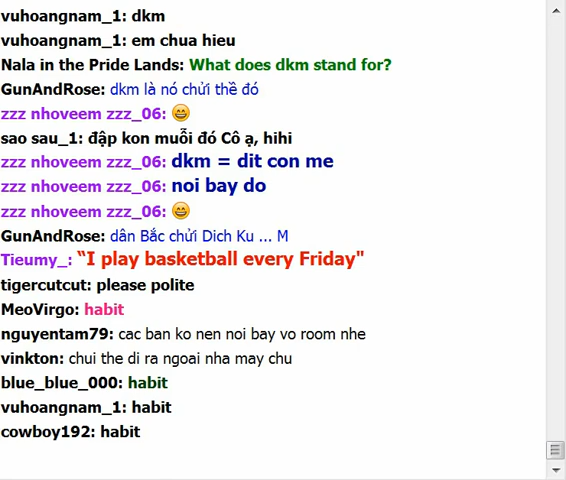 vuhoangnam_1: dkm
vuhoangnam_1: em chua hieu
Nala in the Pride Lands: What does dkm stand for?
GunAndRose: dkm là nó chửi thề đó
zzz nhoveem zzz_06:
sao sau_1: đập kon muỗi đó Cô ạ, hihi
zzz nhoveem zzz_06: dkm = dit con me
zzz nhoveem zzz_06: noi bay do
zzz nhoveem zzz_06:
GunAndRose: dân Bắc chửi Dich Ku ... M
Tieumy_: “I play basketball every Friday"
tigercutcut: please polite
MeoVirgo: habit
nguyentam79: cac ban ko nen noi bay vo room nhe
vinkton: chui the di ra ngoai nha may chu
blue_blue_000: habit
vuhoangnam_1: habit
cowboy192: habit